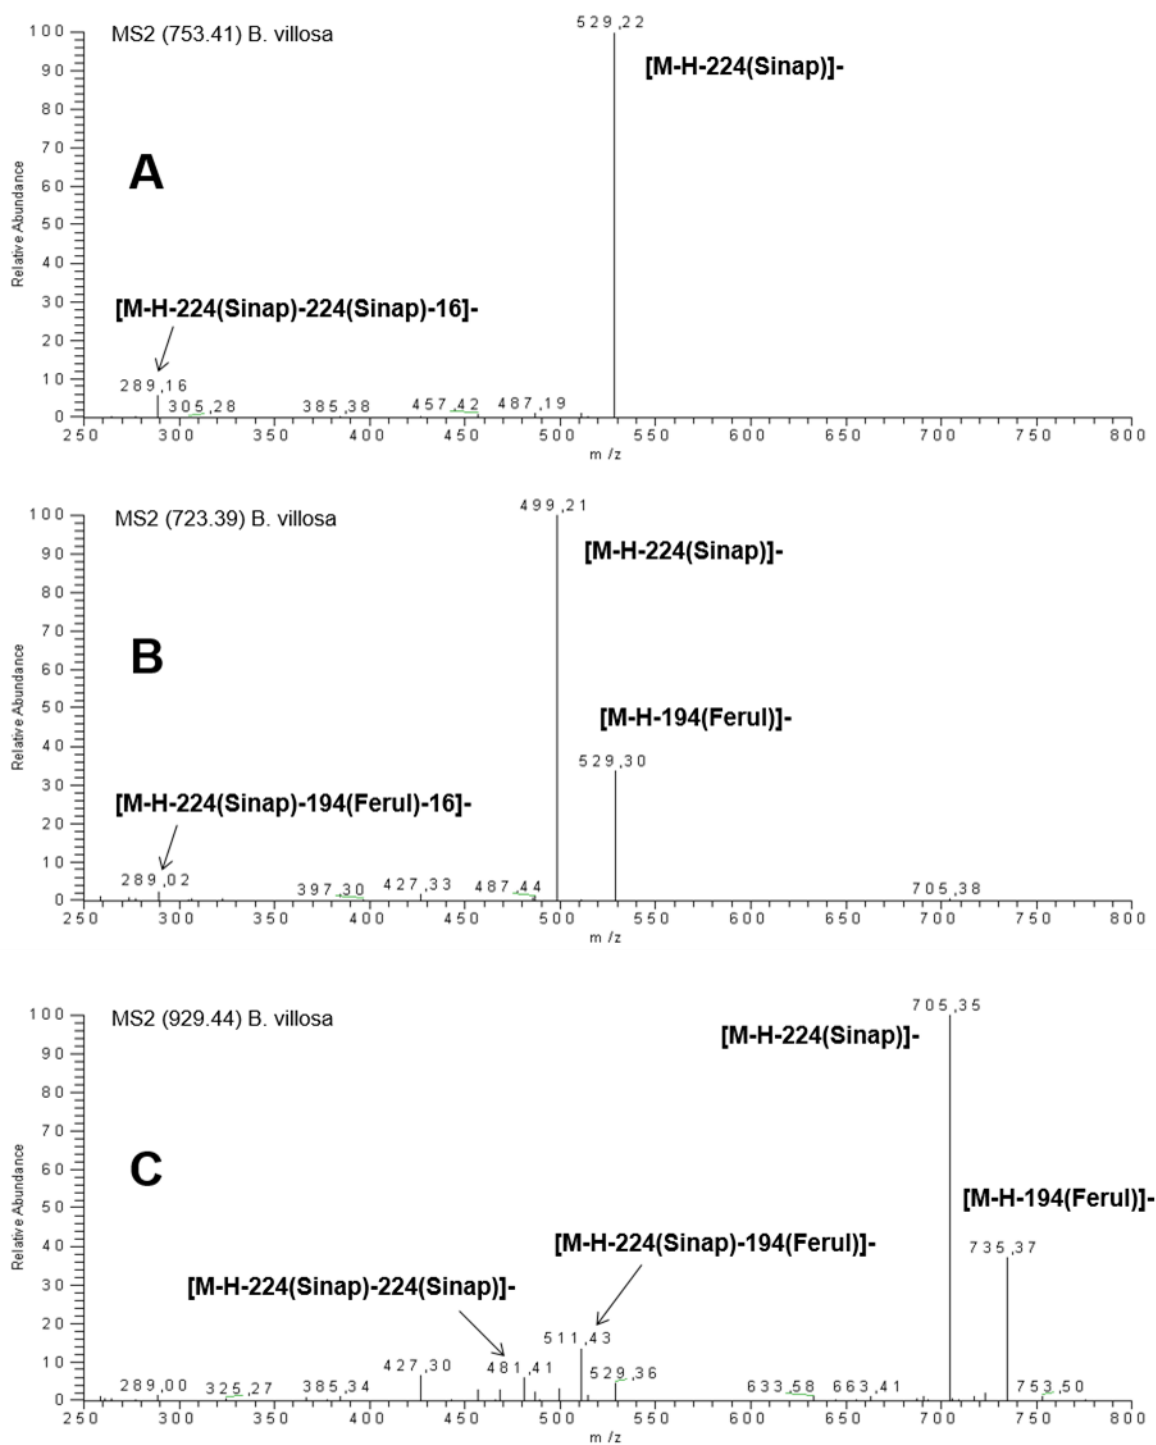 529,22
MS2 (753.41) B. villosa
[M-H-224(Sinap)]-
100
90
80
70
60
50
40
30
20
10
0
Relative Abundance
A
[M-H-224(Sinap)-224(Sinap)-16]-
289,16
305,28
385,38
457,42
487,19
250 300 350 400 450 500 550 600 650 700 750 800
m/z
499,21
MS2 (723.39) B. villosa
[M-H-224(Sinap)]-
100
90
80
70
60
50
40
30
20
10
0
Relative Abundance
B
[M-H-194(Ferul)]-
529,30
[M-H-224(Sinap)-194(Ferul)-16]-
289,02
397,30
427,33
487,44
705,38
250 300 350 400 450 500 550 600 650 700 750 800
m/z
705,35
MS2 (929.44) B. villosa
[M-H-224(Sinap)]-
100
90
80
70
60
50
40
30
20
10
0
Relative Abundance
C
[M-H-194(Ferul)]-
735,37
[M-H-224(Sinap)-194(Ferul)]-
[M-H-224(Sinap)-224(Sinap)]-
511,43
427,30
481,41
529,36
289,00
325,27
385,34
633,58
663,41
753,50
250 300 350 400 450 500 550 600 650 700 750 800
m/z